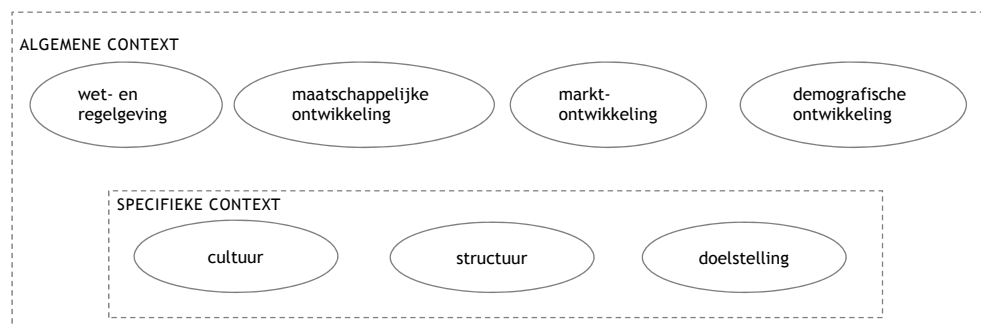 ALGEMENE CONTEXT
wet- en
regelgeving
maatschappelijke
ontwikkeling
markt-
ontwikkeling
demografische
ontwikkeling
SPECIFIEKE CONTEXT
cultuur
structuur
doelstelling